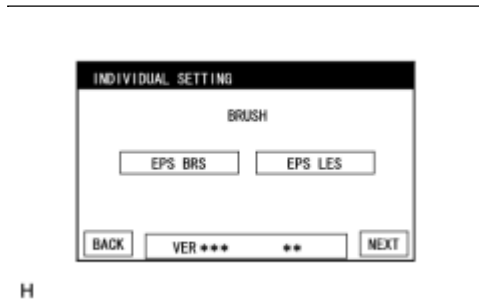 INDIVIDUAL SETTING
BRUSH
EPS BRS EPS LES
BACK VER*** ** NEXT
H